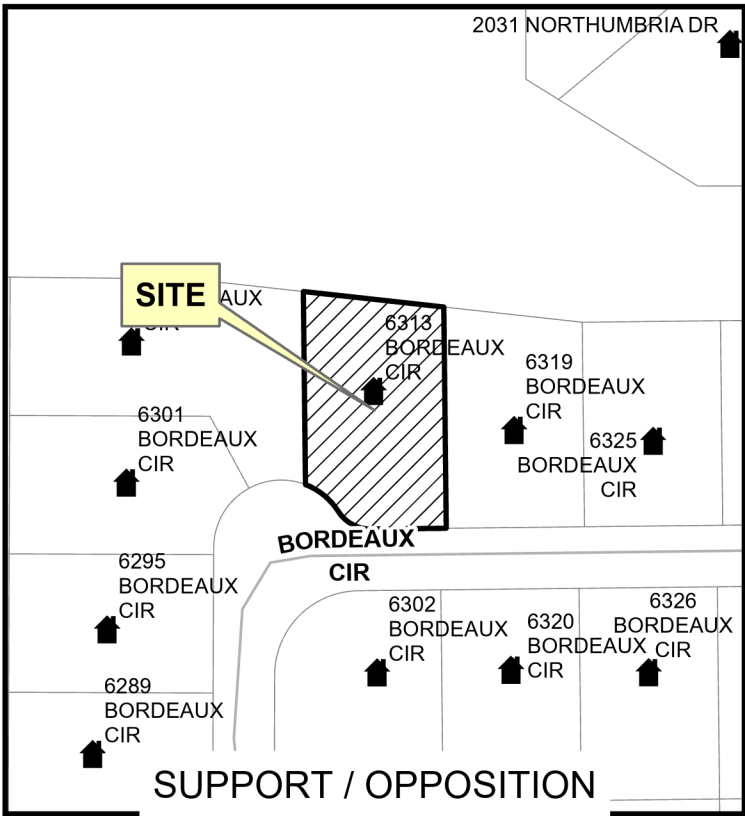 2031 NORTHUMBRIA DR
SITE
AUX
CIR
6313
BORDEAUX
CIR
6319
BORDEAUX
CIR
6325
BORDEAUX
CIR
6301
BORDEAUX
CIR
BORDEAUX
CIR
6295
BORDEAUX
CIR
6302
BORDEAUX
CIR
6320
BORDEAUX
CIR
6326
BORDEAUX
CIR
6289
BORDEAUX
CIR
SUPPORT / OPPOSITION